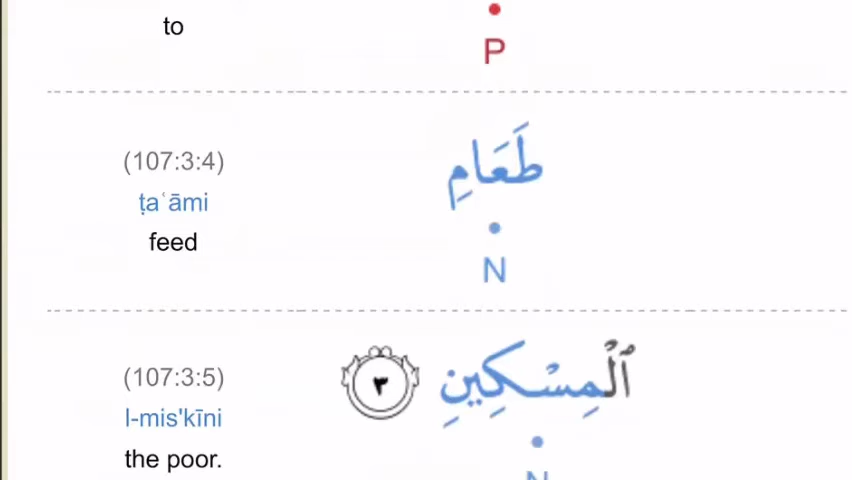 to
P
(107:3:4)
طَعَامِ
ṭaʿāmi
feed
N
(107:3:5)
ٱلْمِسْكِينِ ٣
l-mis'kīni
the poor.
N